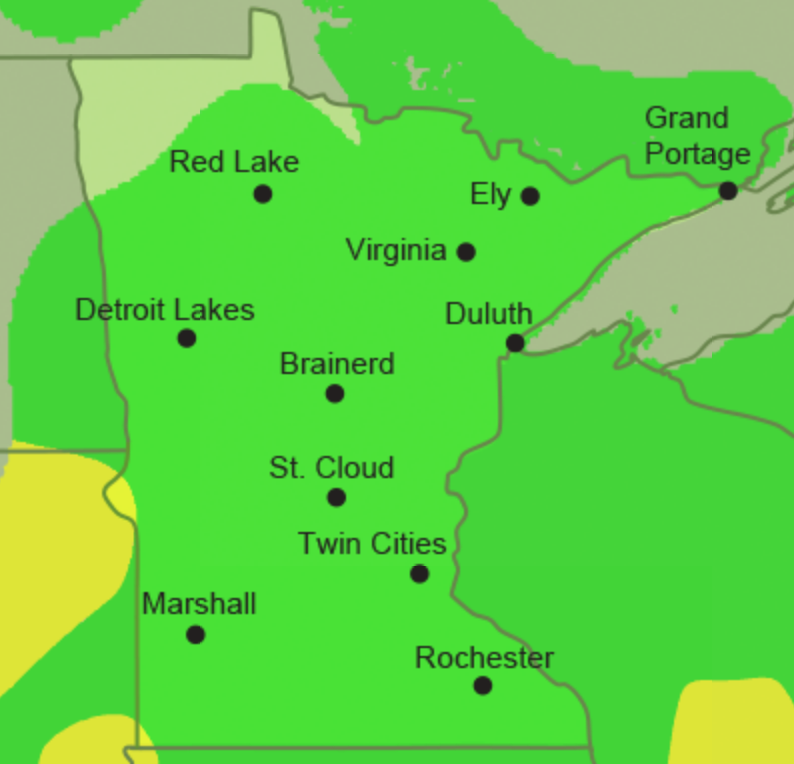 Grand
Portage
Red Lake
Ely
Virginia
Detroit Lakes
Duluth
Brainerd
St. Cloud
Twin Cities
Marshall
Rochester